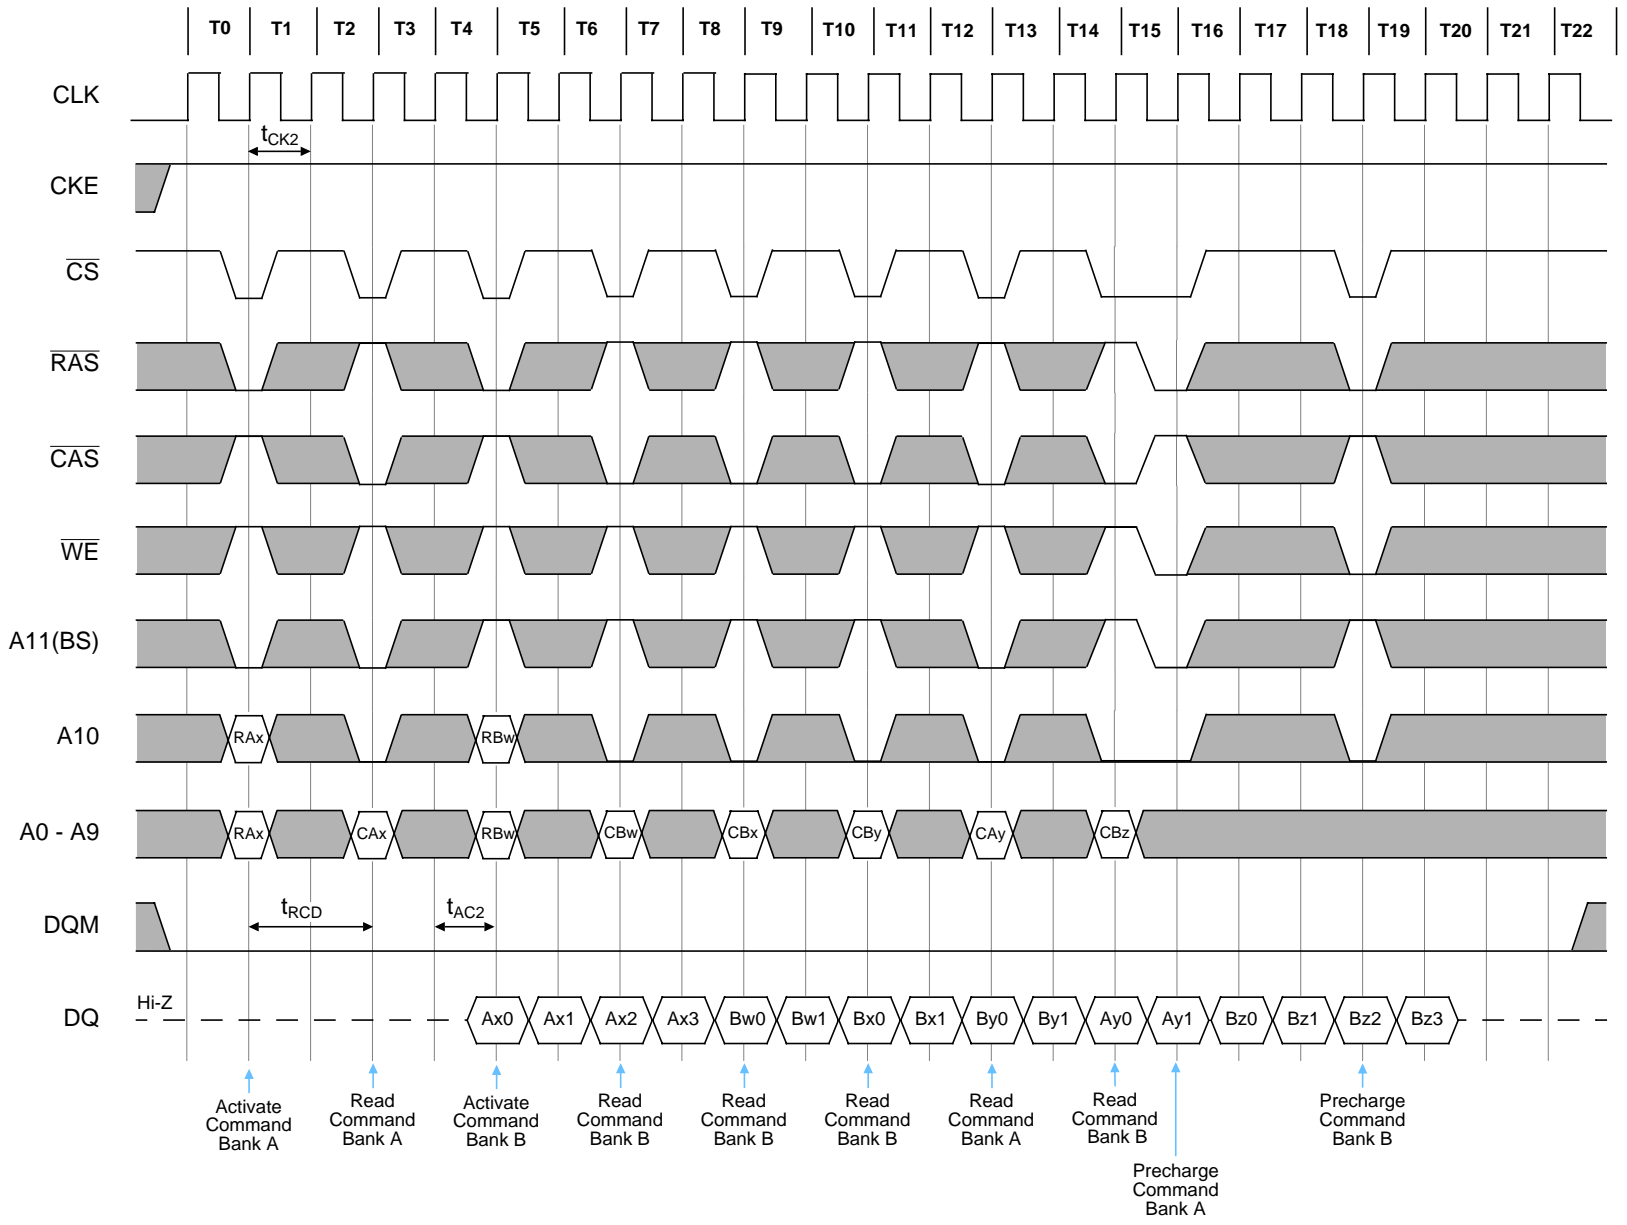 T0 T1 T2 T3 T4 T5 T6 T7 T8 T9 T10 T11 T12 T13 T14 T15 T16 T17 T18 T19 T20 T21 T22
CLK
tCK2
CKE
CS
RAS
CAS
WE
A11(BS)
A10
RAx RBw
A0 - A9
RAx CAx RBw CBw CBx CBy CAy CBz
DQM
tRCD tAC2
DQ
Hi-Z
Ax0 Ax1 Ax2 Ax3 Bw0 Bw1 Bx0 Bx1 By0 By1 Ay0 Ay1 Bz0 Bz1 Bz2 Bz3
Activate
Command
Bank A
Read
Command
Bank A
Activate
Command
Bank B
Read
Command
Bank B
Read
Command
Bank B
Read
Command
Bank B
Read
Command
Bank A
Read
Command
Bank B
Precharge
Command
Bank A
Precharge
Command
Bank B